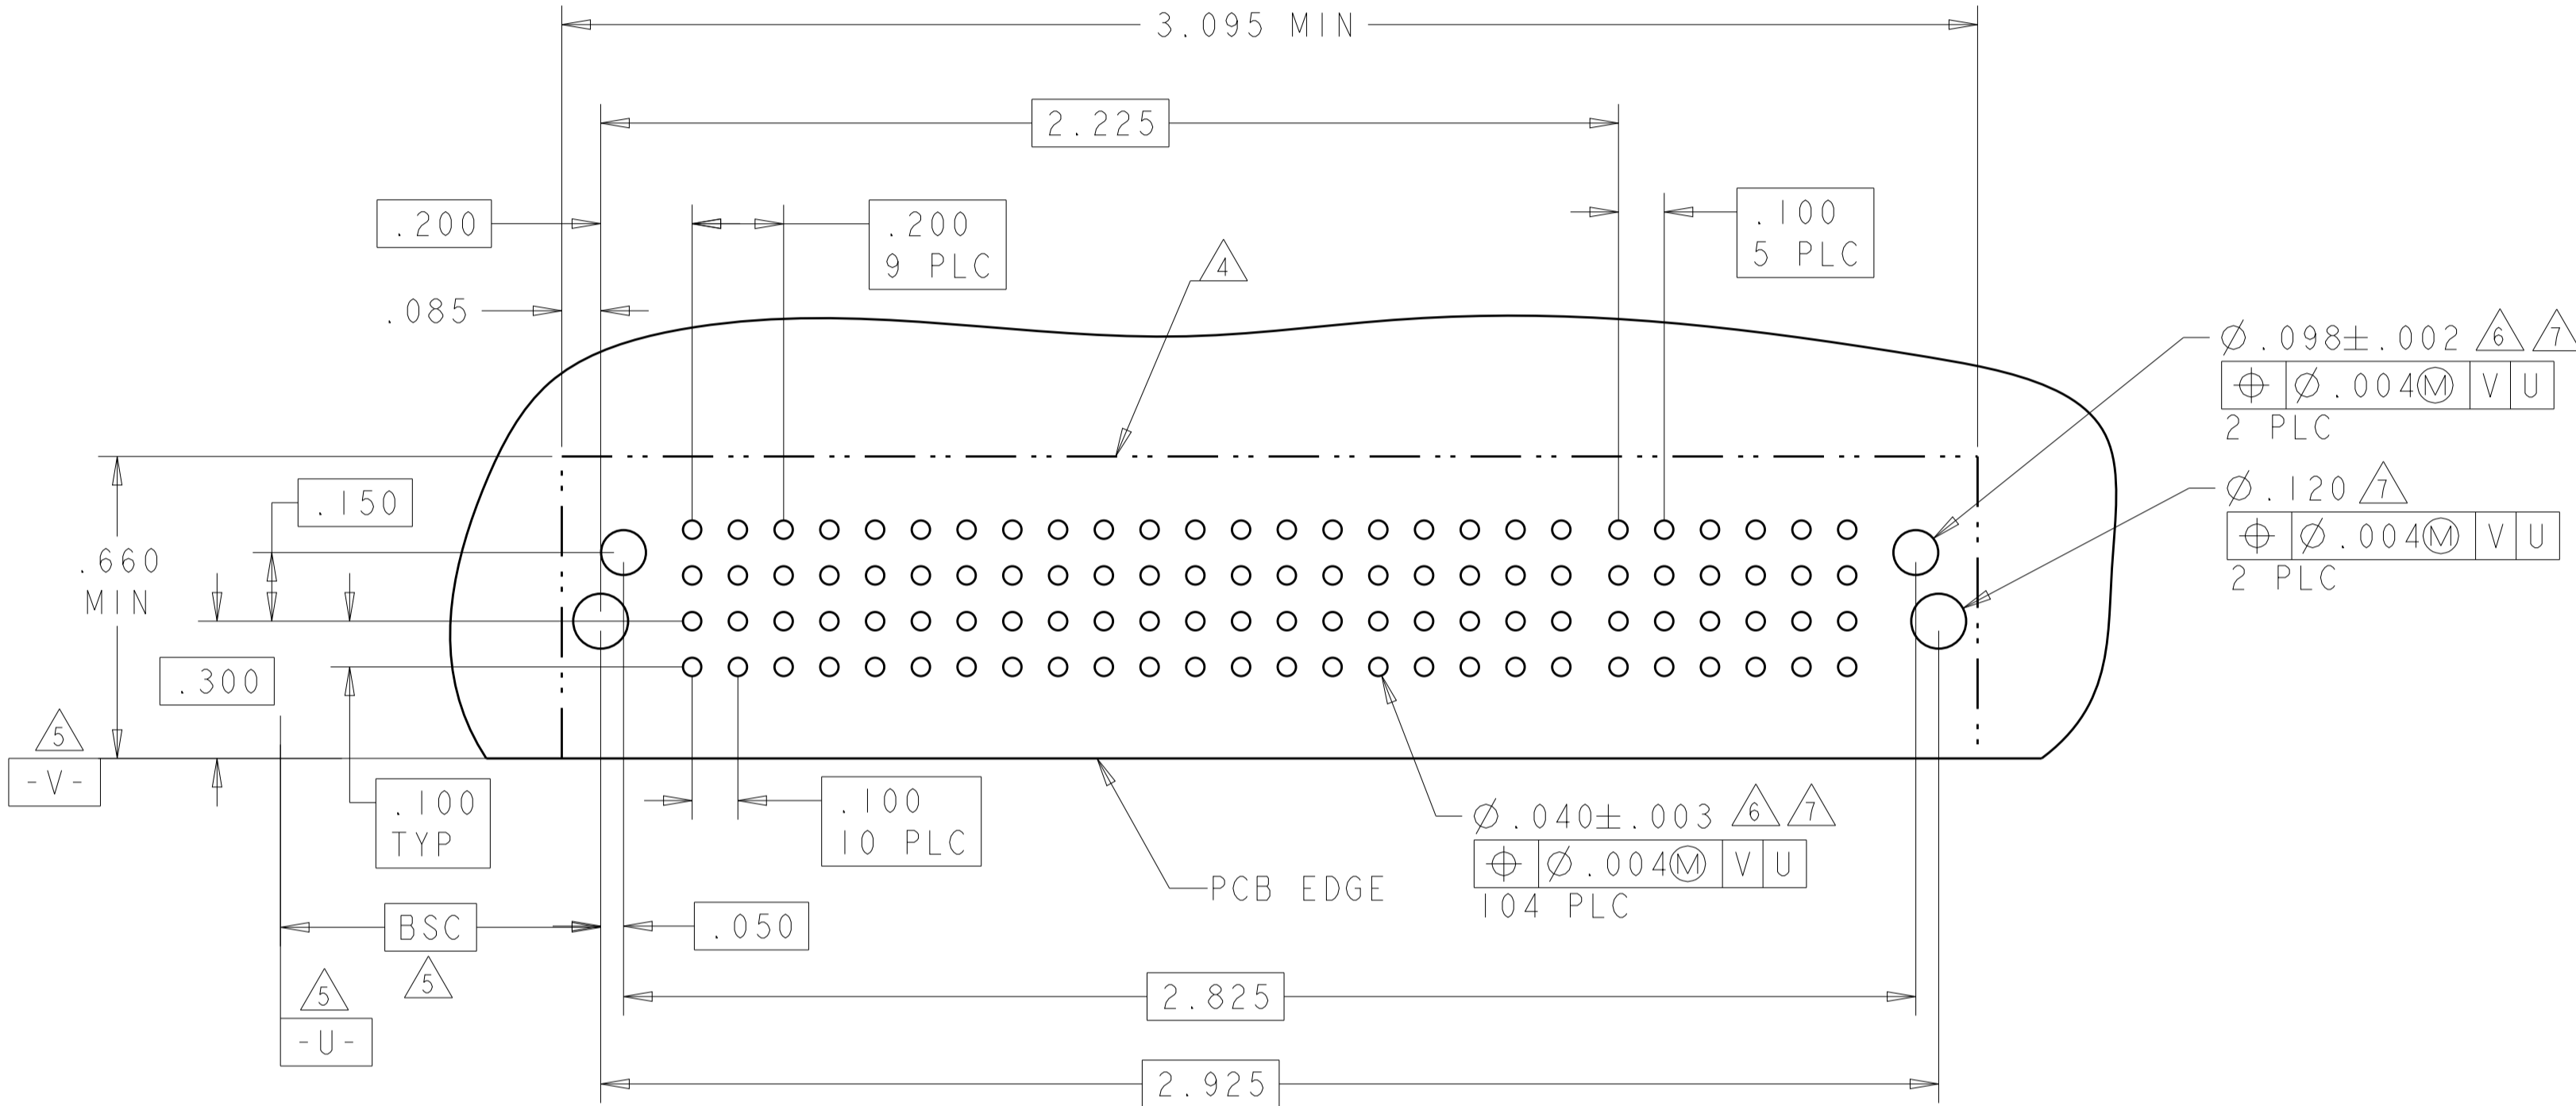 3.095 MIN
2.225
.200
.200
9 PLC
.100
5 PLC
4
.085
Ø.098±.002 6 7
⌖ Ø.004Ⓜ V U
2 PLC
.150
Ø.120 7
⌖ Ø.004Ⓜ V U
2 PLC
.660
MIN
.300
5
-V-
.100
TYP
.100
10 PLC
Ø.040±.003 6 7
⌖ Ø.004Ⓜ V U
104 PLC
PCB EDGE
BSC
.050
5
5
-U-
2.825
2.925